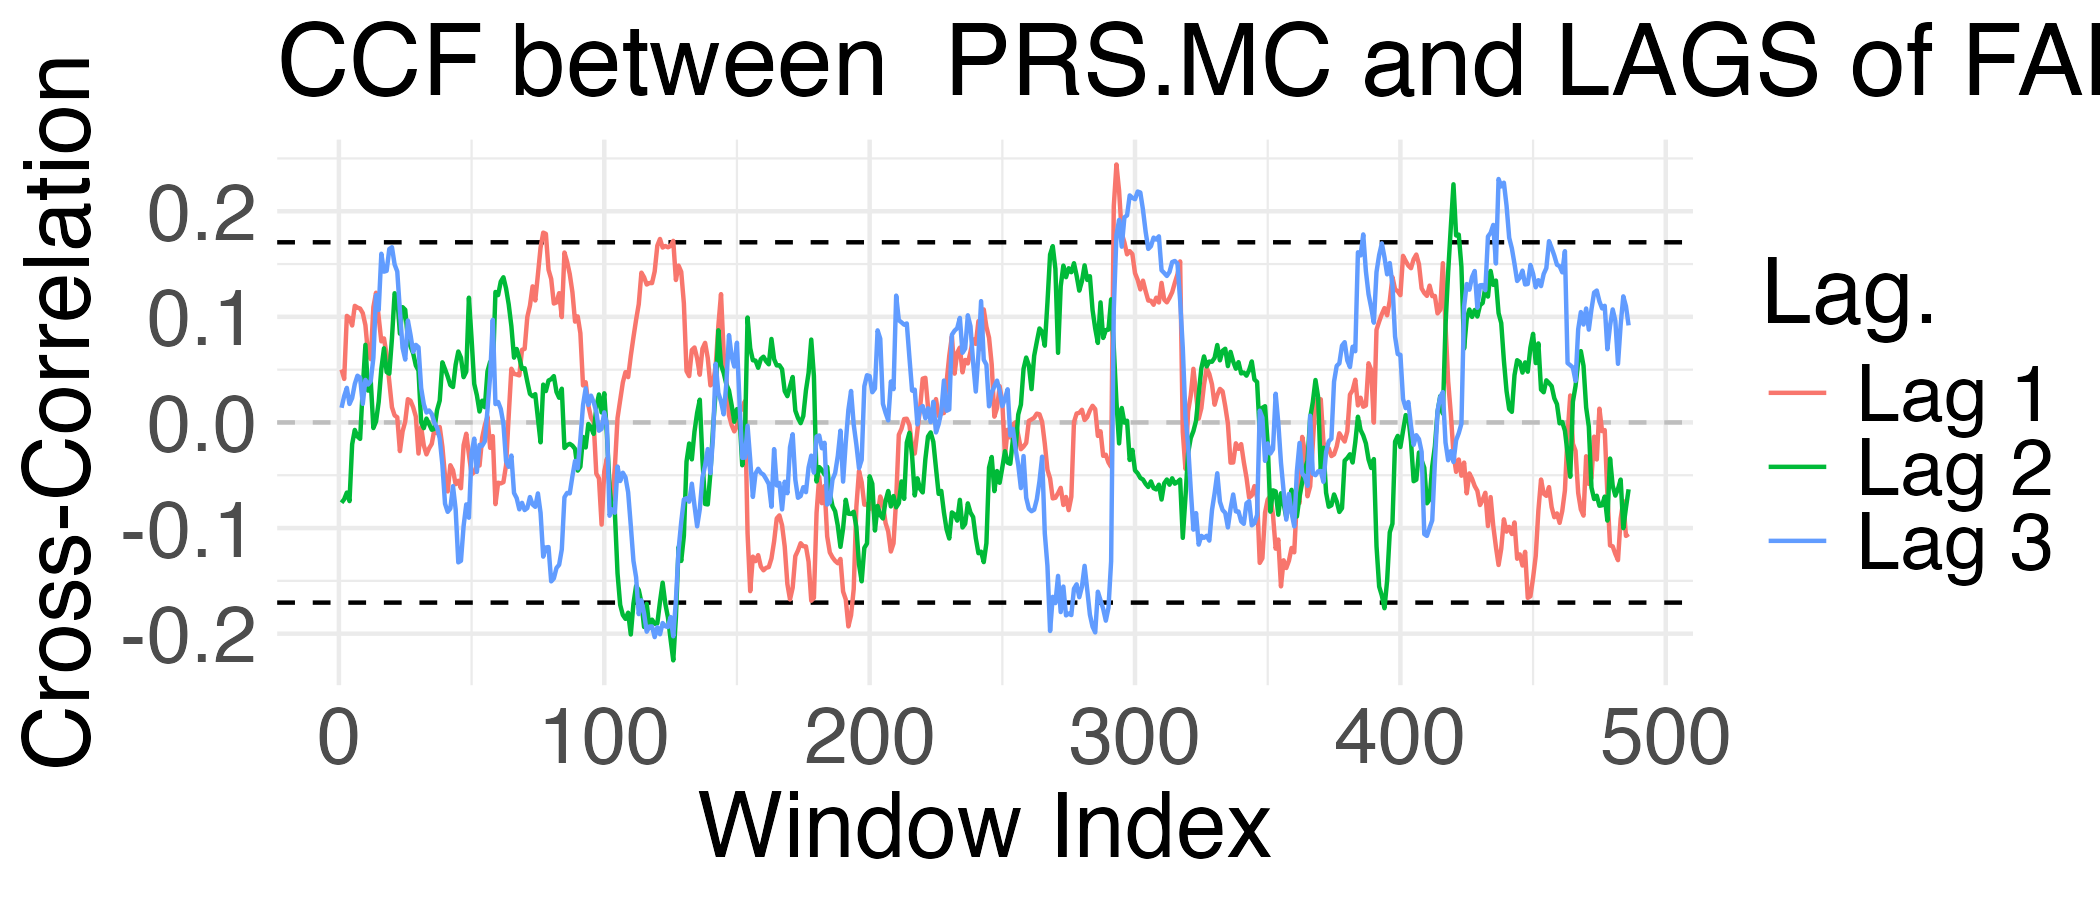 CCF between  PRS.MC and LAGS of
Cross-Correlation
0.2
0.1
0.0
-0.1
-0.2
0
100
200
300
400
500
Window Index
Lag.
Lag 1
Lag 2
Lag 3